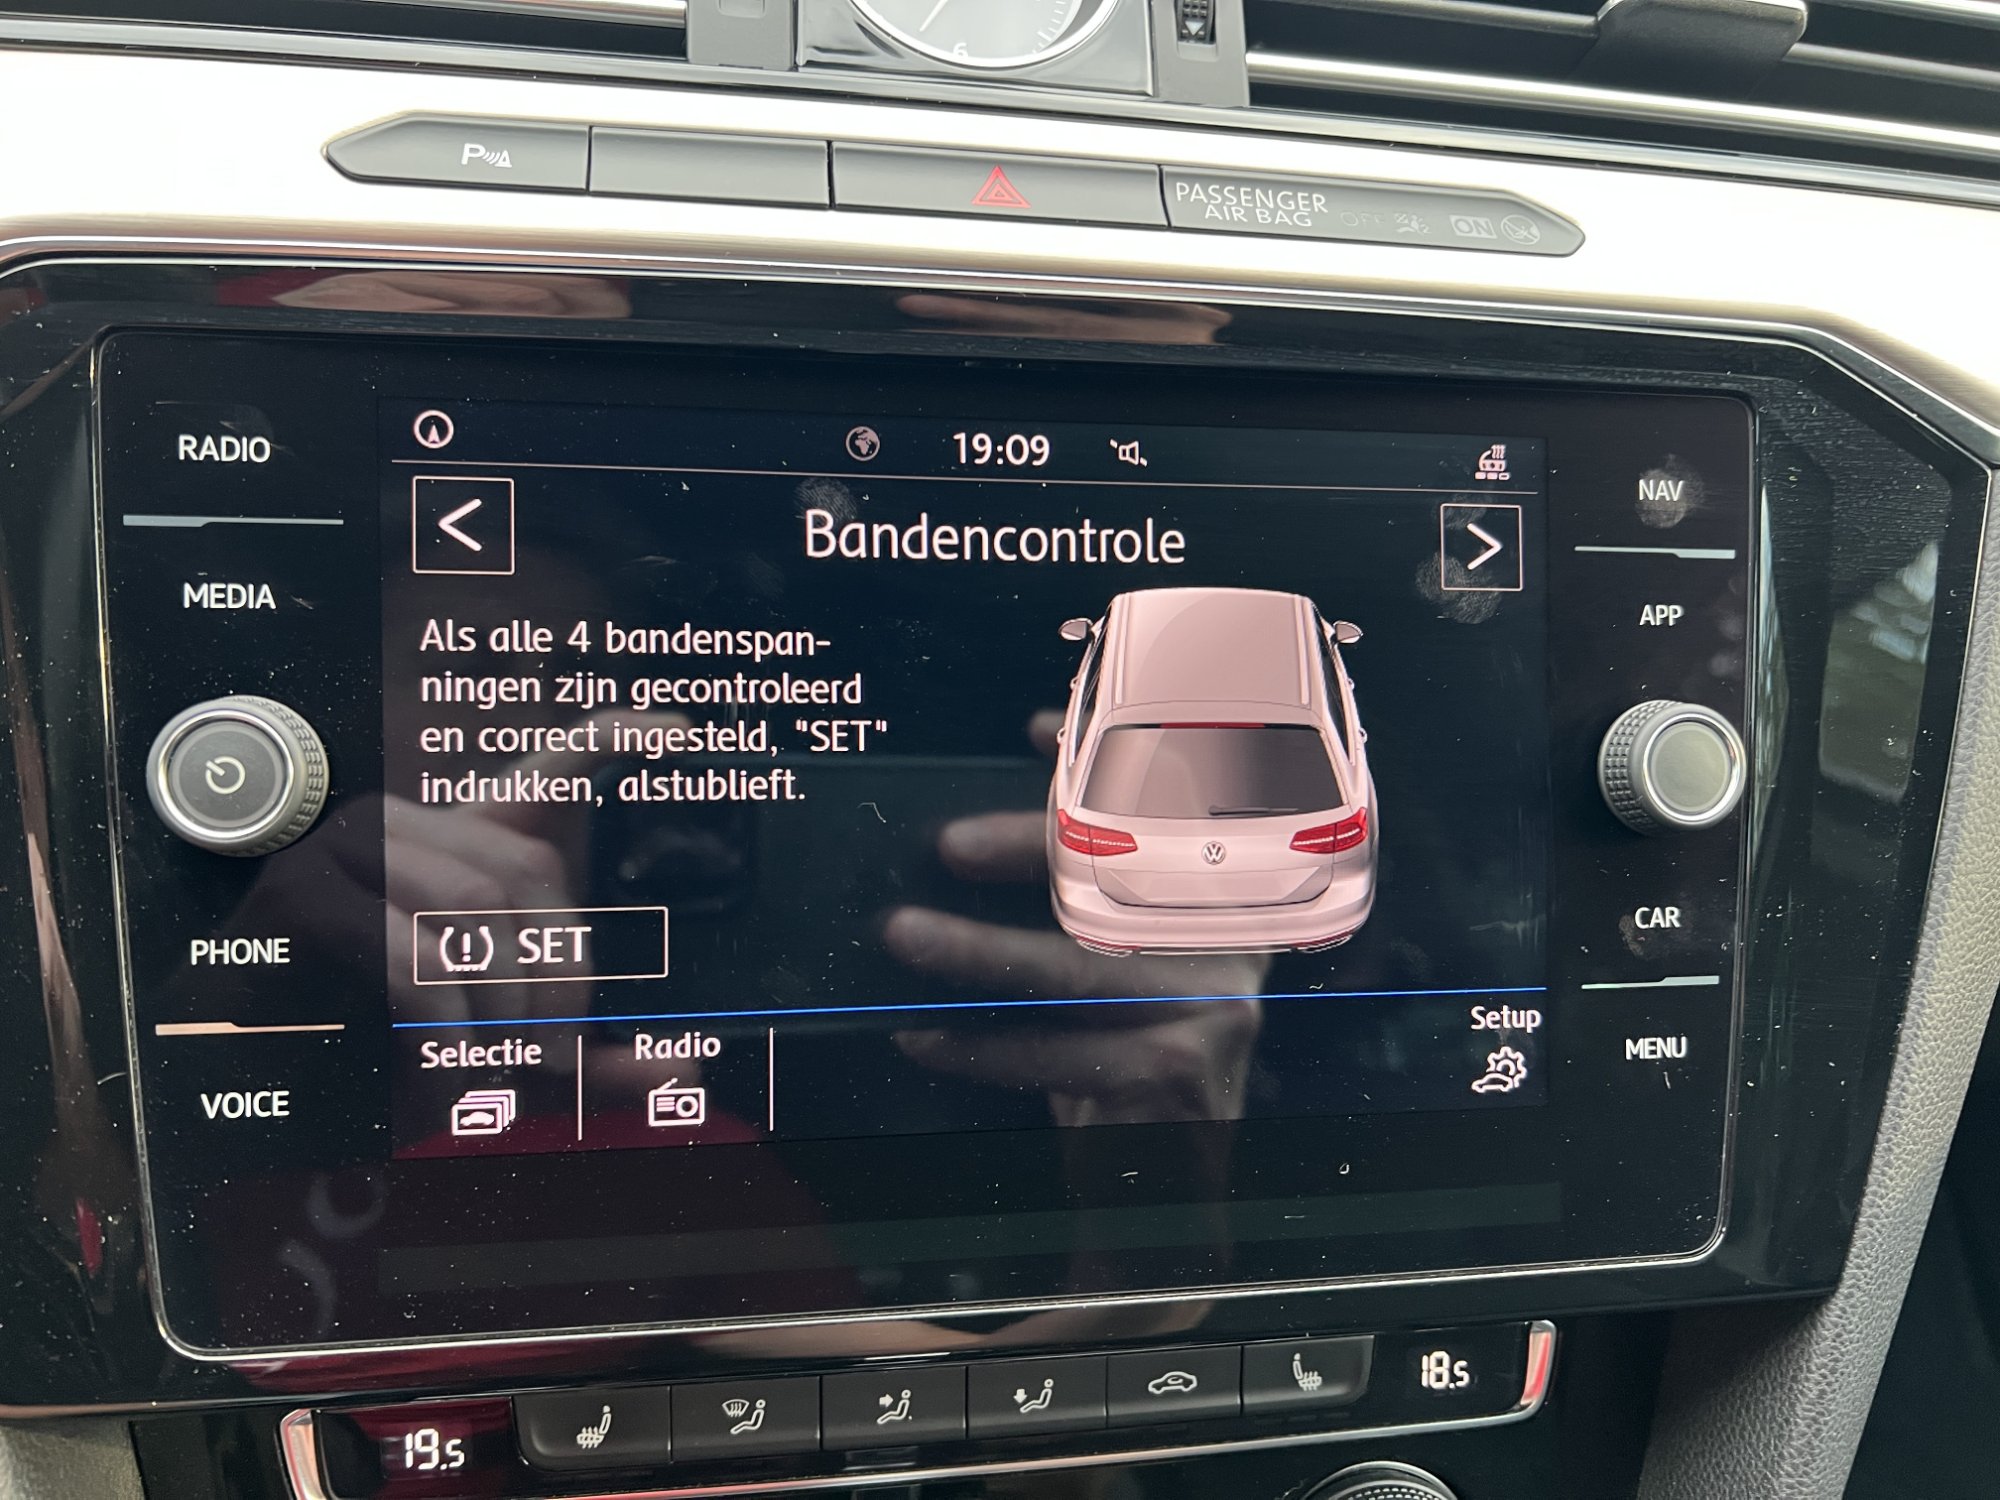 6
P
PASSENGER
AIR BAG OFF ON
RADIO
MEDIA
PHONE
VOICE
19:09
Bandencontrole
Als alle 4 bandenspan-
ningen zijn gecontroleerd
en correct ingesteld, "SET"
indrukken, alstublieft.
SET
Selectie
Radio
Setup
NAV
APP
CAR
MENU
19.5
18.5